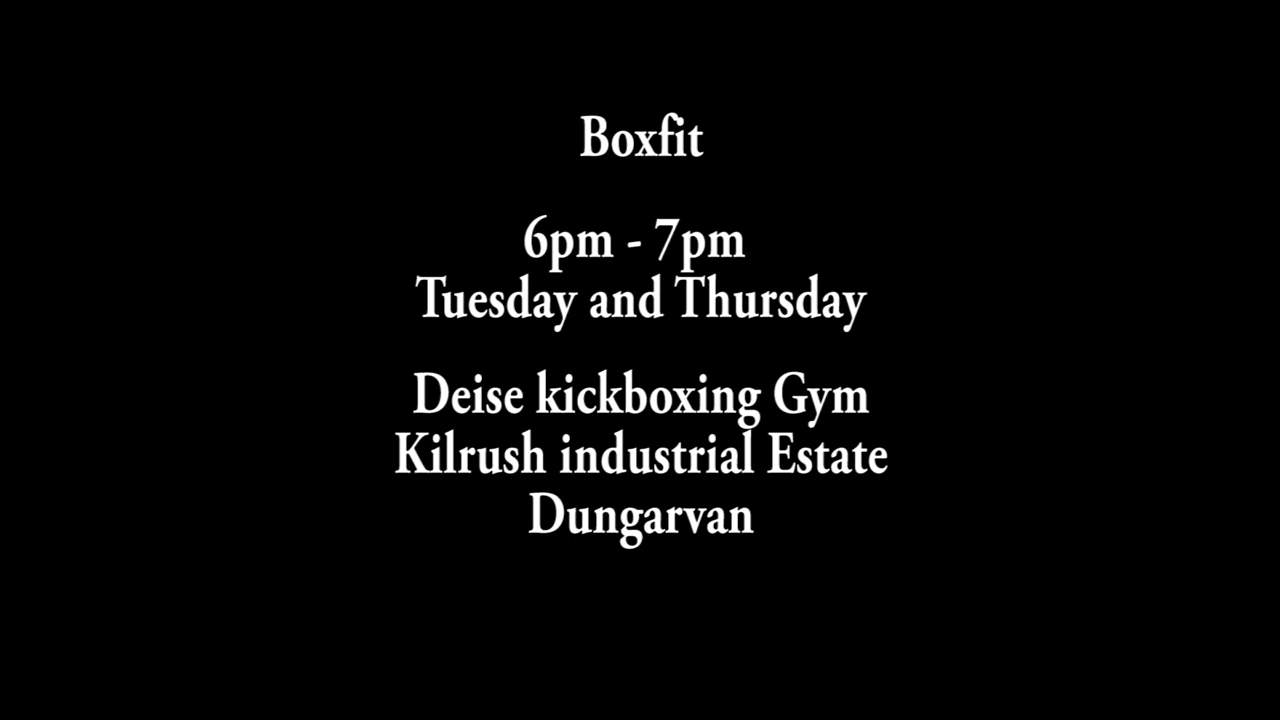 Boxfit
6pm - 7pm
Tuesday and Thursday
Deise kickboxing Gym
Kilrush industrial Estate
Dungarvan